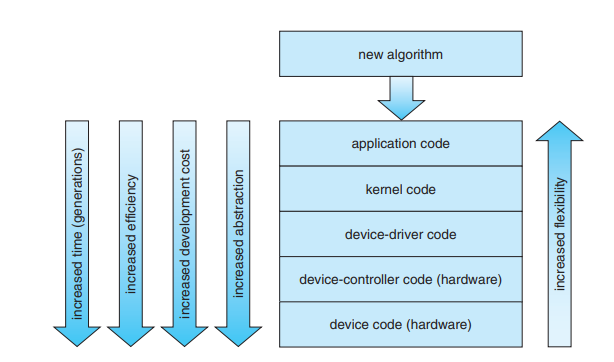 new algorithm
application code
kernel code
device-driver code
device-controller code (hardware)
device code (hardware)
increased time (generations)
increased efficiency
increased development cost
increased abstraction
increased flexibility